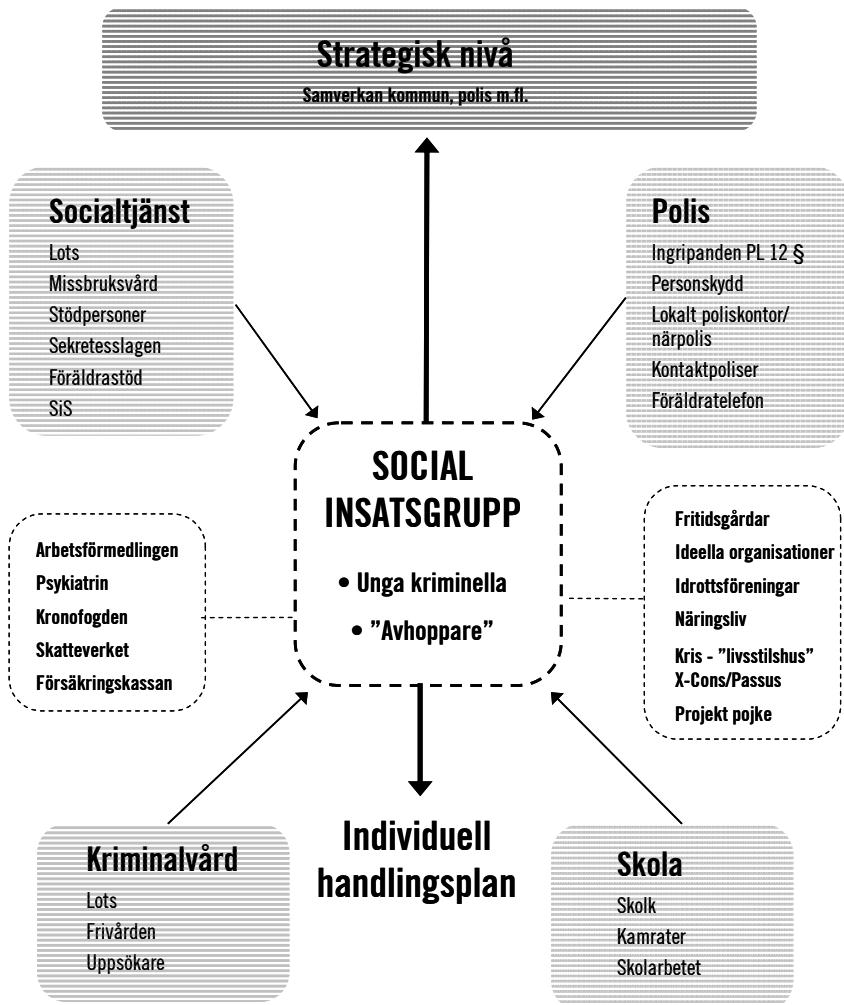 Strategisk nivå
Samverkan kommun, polis m.fl.
Socialtjänst
Lots
Missbruksvård
Stödpersoner
Sekretesslagen
Föräldrastöd
SiS
Polis
Ingripanden PL 12 §
Personskydd
Lokalt poliskontor/
närpolis
Kontaktpoliser
Föräldratelefon
SOCIAL
INSATSGRUPP
• Unga kriminella
• ”Avhoppare”
Arbetsförmedlingen
Psykiatrin
Kronofogden
Skatteverket
Försäkringskassan
Fritidsgårdar
Ideella organisationer
Idrottsföreningar
Näringsliv
Kris - ”livsstilshus”
X-Cons/Passus
Projekt pojke
Kriminalvård
Lots
Frivården
Uppsökare
Individuell
handlingsplan
Skola
Skolk
Kamrater
Skolarbetet